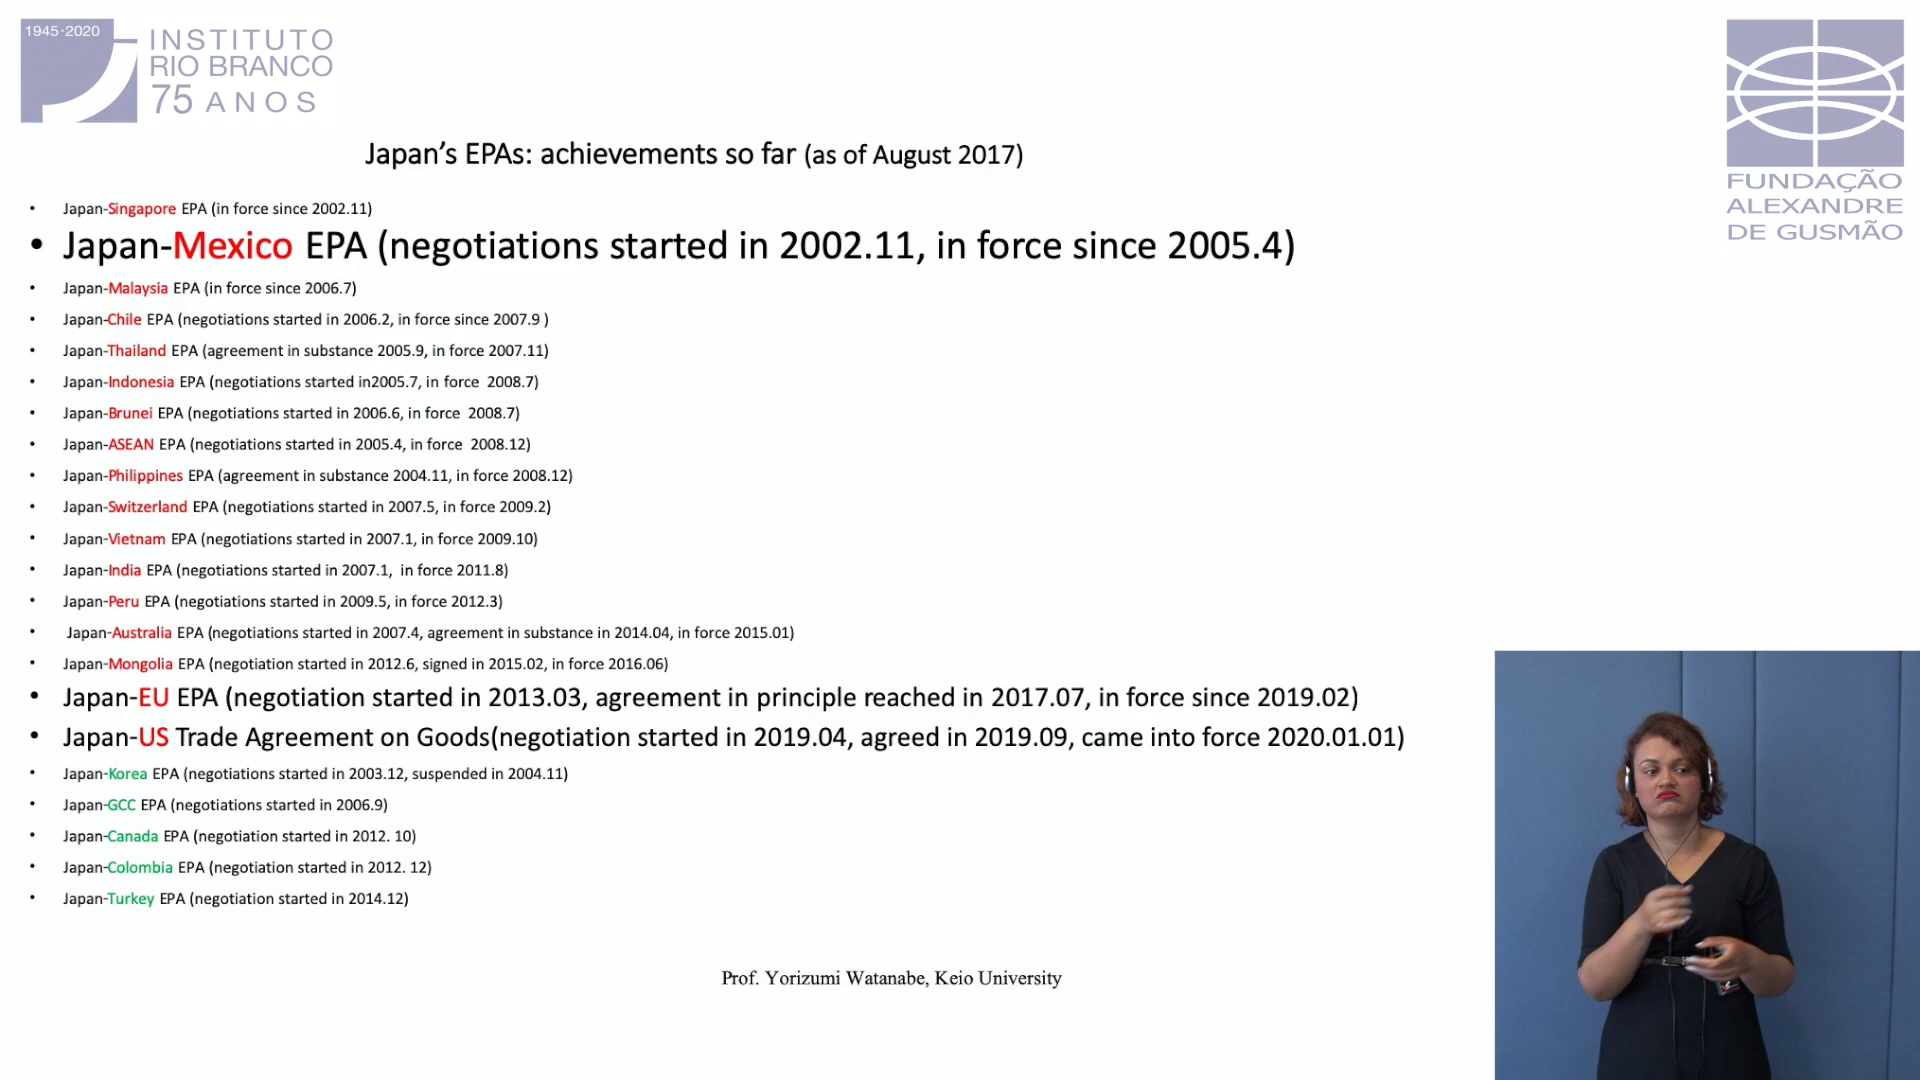 1945·2020
INSTITUTO
RIO BRANCO
75 ANOS
FUNDAÇÃO
ALEXANDRE
DE GUSMÃO
Japan’s EPAs: achievements so far (as of August 2017)
• Japan-Singapore EPA (in force since 2002.11)
• Japan-Mexico EPA (negotiations started in 2002.11, in force since 2005.4)
• Japan-Malaysia EPA (in force since 2006.7)
• Japan-Chile EPA (negotiations started in 2006.2, in force since 2007.9 )
• Japan-Thailand EPA (agreement in substance 2005.9, in force 2007.11)
• Japan-Indonesia EPA (negotiations started in2005.7, in force  2008.7)
• Japan-Brunei EPA (negotiations started in 2006.6, in force  2008.7)
• Japan-ASEAN EPA (negotiations started in 2005.4, in force  2008.12)
• Japan-Philippines EPA (agreement in substance 2004.11, in force 2008.12)
• Japan-Switzerland EPA (negotiations started in 2007.5, in force 2009.2)
• Japan-Vietnam EPA (negotiations started in 2007.1, in force 2009.10)
• Japan-India EPA (negotiations started in 2007.1,  in force 2011.8)
• Japan-Peru EPA (negotiations started in 2009.5, in force 2012.3)
• Japan-Australia EPA (negotiations started in 2007.4, agreement in substance in 2014.04, in force 2015.01)
• Japan-Mongolia EPA (negotiation started in 2012.6, signed in 2015.02, in force 2016.06)
• Japan-EU EPA (negotiation started in 2013.03, agreement in principle reached in 2017.07, in force since 2019.02)
• Japan-US Trade Agreement on Goods(negotiation started in 2019.04, agreed in 2019.09, came into force 2020.01.01)
• Japan-Korea EPA (negotiations started in 2003.12, suspended in 2004.11)
• Japan-GCC EPA (negotiations started in 2006.9)
• Japan-Canada EPA (negotiation started in 2012. 10)
• Japan-Colombia EPA (negotiation started in 2012. 12)
• Japan-Turkey EPA (negotiation started in 2014.12)
Prof. Yorizumi Watanabe, Keio University